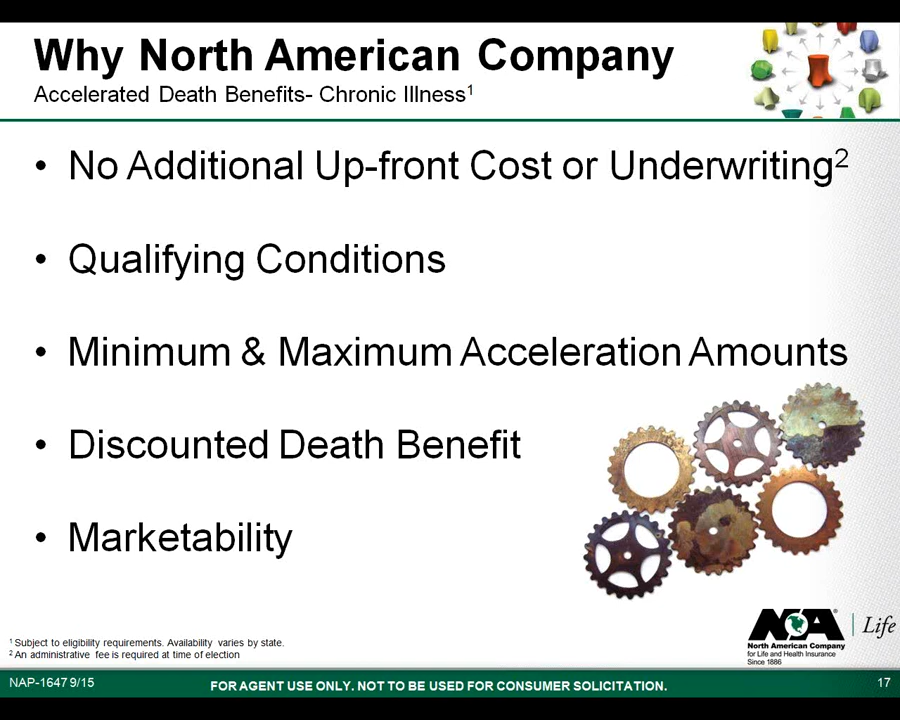 Why North American Company
Accelerated Death Benefits- Chronic Illness¹
• No Additional Up-front Cost or Underwriting²
• Qualifying Conditions
• Minimum & Maximum Acceleration Amounts
• Discounted Death Benefit
• Marketability
¹ Subject to eligibility requirements. Availability varies by state.
² An administrative fee is required at time of election
NA® | Life
North American Company
for Life and Health Insurance
Since 1886
NAP-1647 9/15
FOR AGENT USE ONLY. NOT TO BE USED FOR CONSUMER SOLICITATION.
17